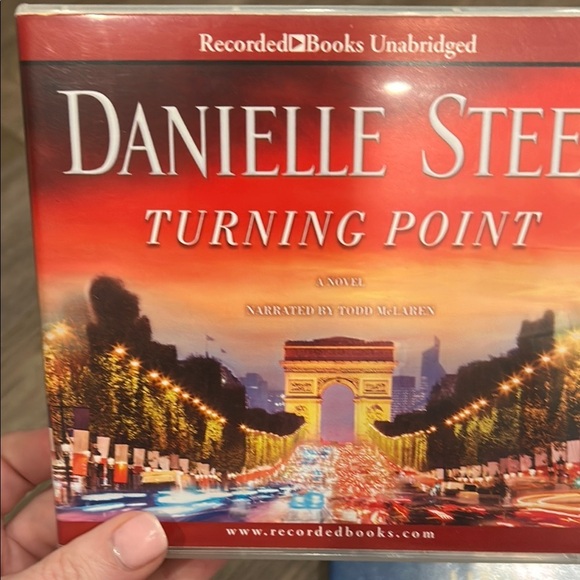 Recorded Books Unabridged
DANIELLE STEE
TURNING POINT
A NOVEL
NARRATED BY TODD McLAREN
www.recordedbooks.com